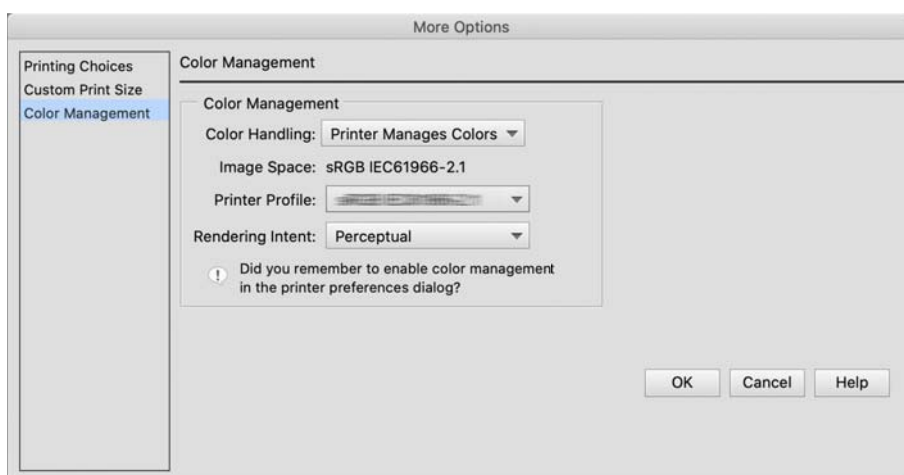 More Options
Printing Choices
Custom Print Size
Color Management
Color Management
Color Management
Color Handling: Printer Manages Colors
Image Space: sRGB IEC61966-2.1
Printer Profile:
Rendering Intent: Perceptual
! Did you remember to enable color management
in the printer preferences dialog?
OK Cancel Help